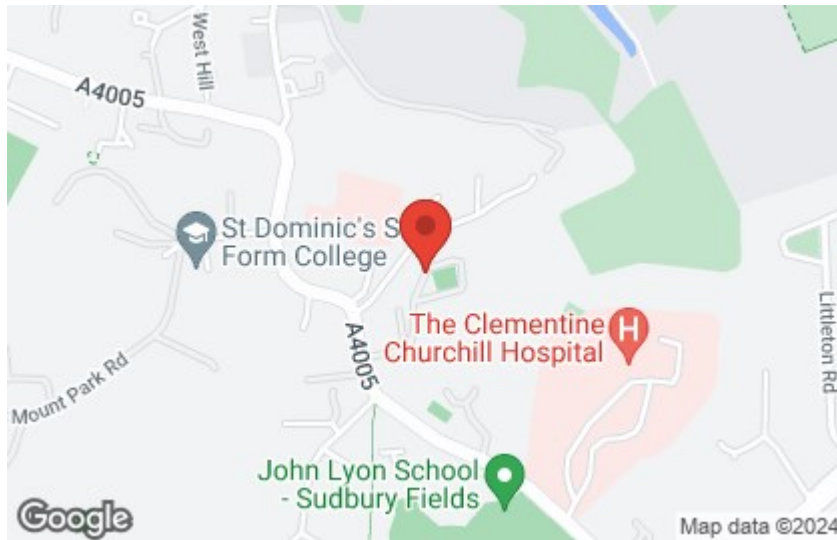 West Hill
A4005
St Dominic's S
Form College
The Clementine
Churchill Hospital
H
Littleton Rd
A4005
Mount Park Rd
John Lyon School
- Sudbury Fields
Google
Map data ©2024